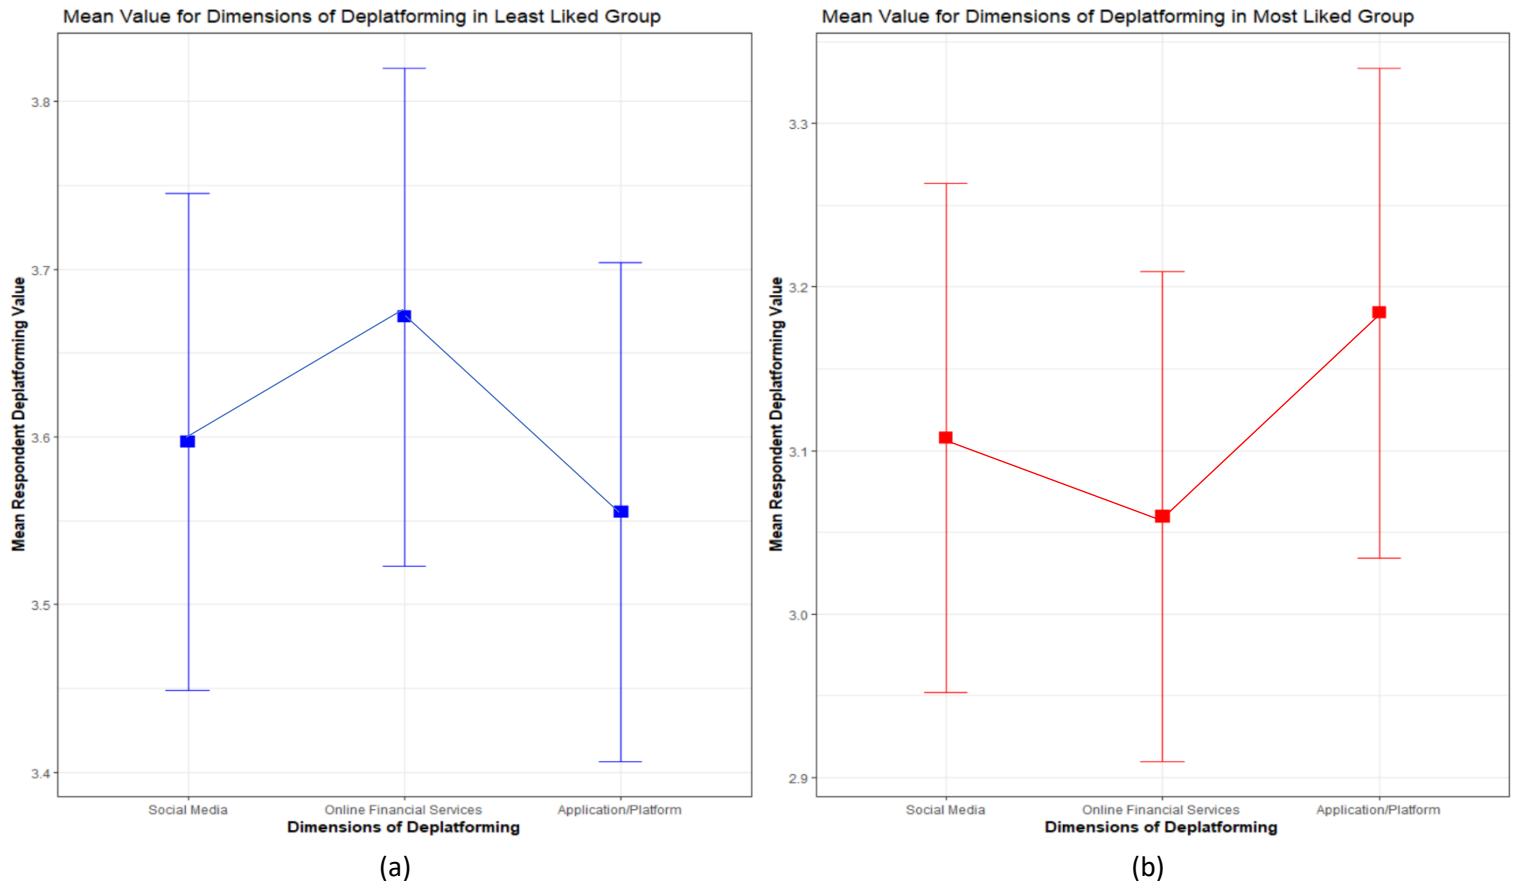 Mean Value for Dimensions of Deplatforming in Least Liked Group
Mean Respondent Deplatforming Value
3.8
3.7
3.6
3.5
3.4
Social Media
Online Financial Services
Application/Platform
Dimensions of Deplatforming
(a)
Mean Value for Dimensions of Deplatforming in Most Liked Group
Mean Respondent Deplatforming Value
3.3
3.2
3.1
3.0
2.9
Social Media
Online Financial Services
Application/Platform
Dimensions of Deplatforming
(b)